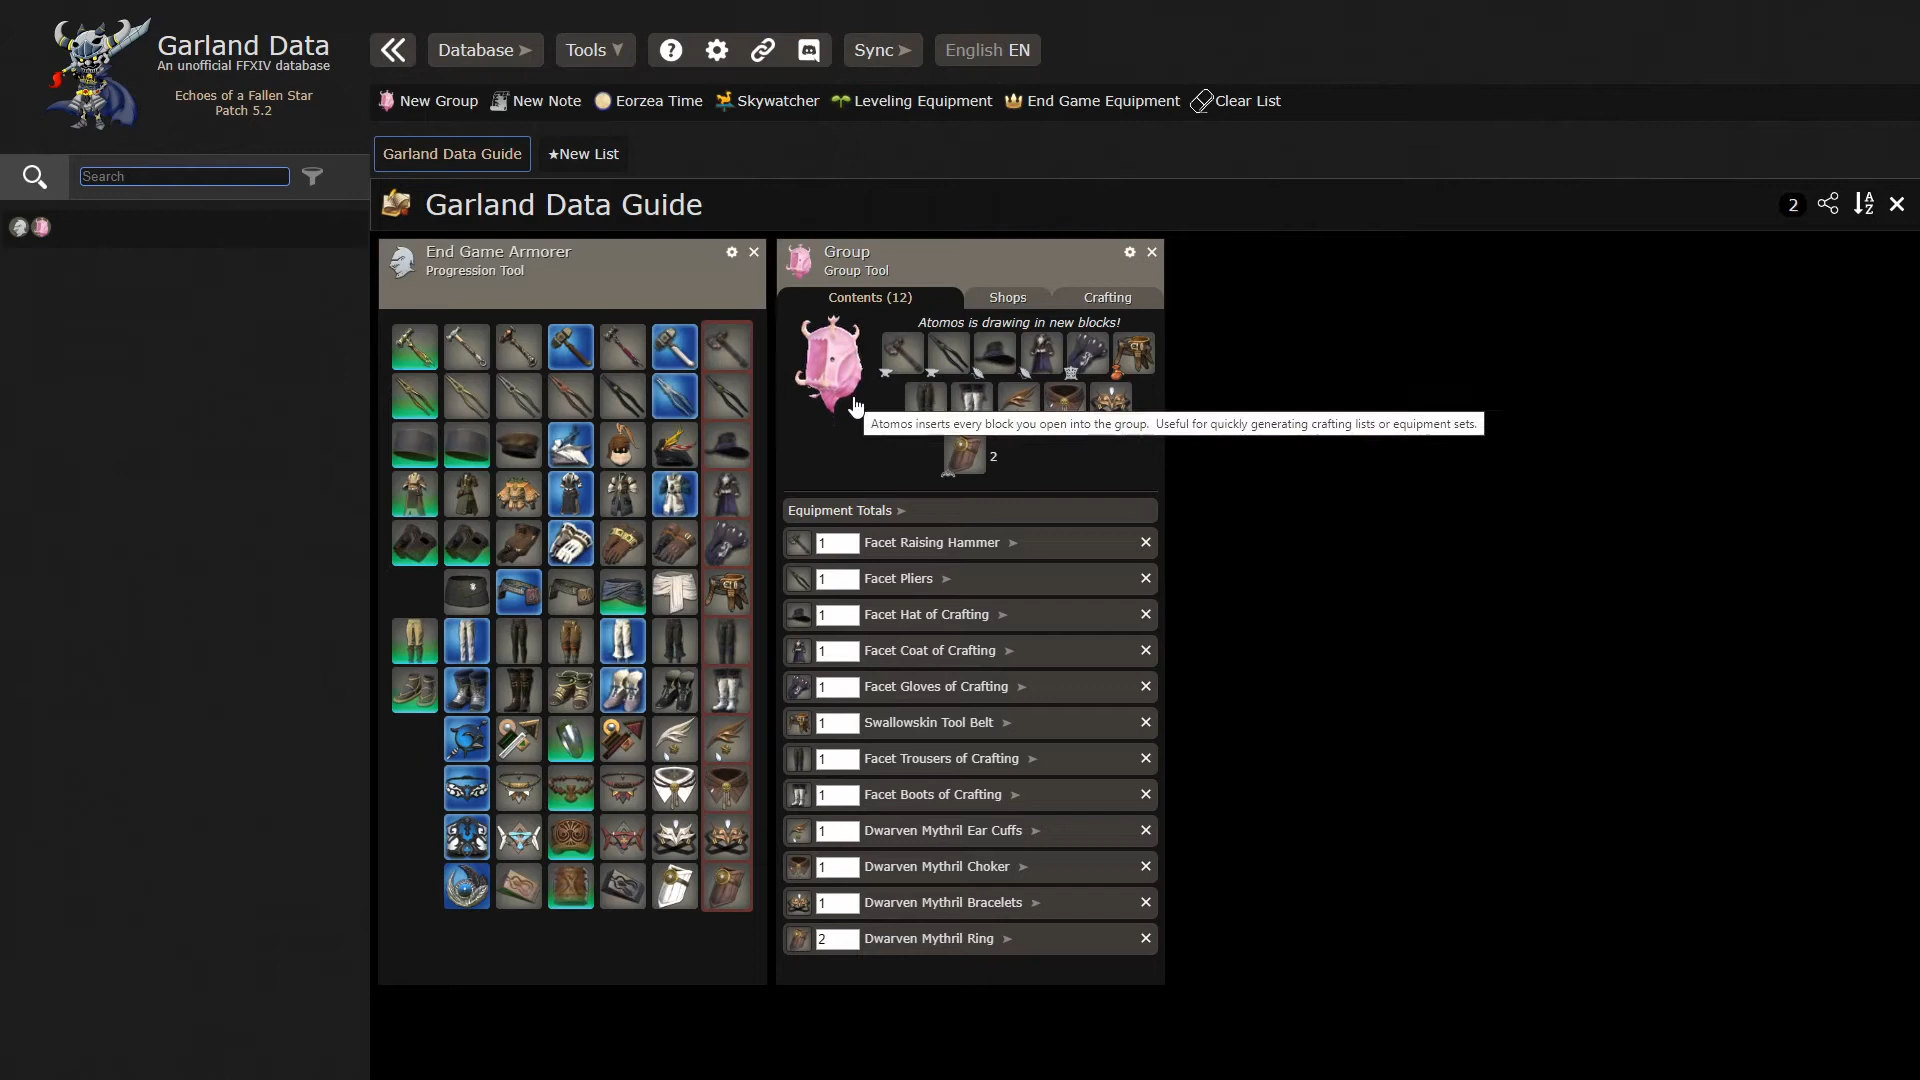 Garland Data
An unofficial FFXIV database
Echoes of a Fallen Star
Patch 5.2
Database
Tools
Sync
English EN
New Group
New Note
Eorzea Time
Skywatcher
Leveling Equipment
End Game Equipment
Clear List
Search
Garland Data Guide
★New List
Garland Data Guide
2
End Game Armorer
Progression Tool
Group
Group Tool
Contents (12)
Shops
Crafting
Atomos is drawing in new blocks!
Atomos inserts every block you open into the group. Useful for quickly generating crafting lists or equipment sets.
2
Equipment Totals
1 Facet Raising Hammer
1 Facet Pliers
1 Facet Hat of Crafting
1 Facet Coat of Crafting
1 Facet Gloves of Crafting
1 Swallowskin Tool Belt
1 Facet Trousers of Crafting
1 Facet Boots of Crafting
1 Dwarven Mythril Ear Cuffs
1 Dwarven Mythril Choker
1 Dwarven Mythril Bracelets
2 Dwarven Mythril Ring